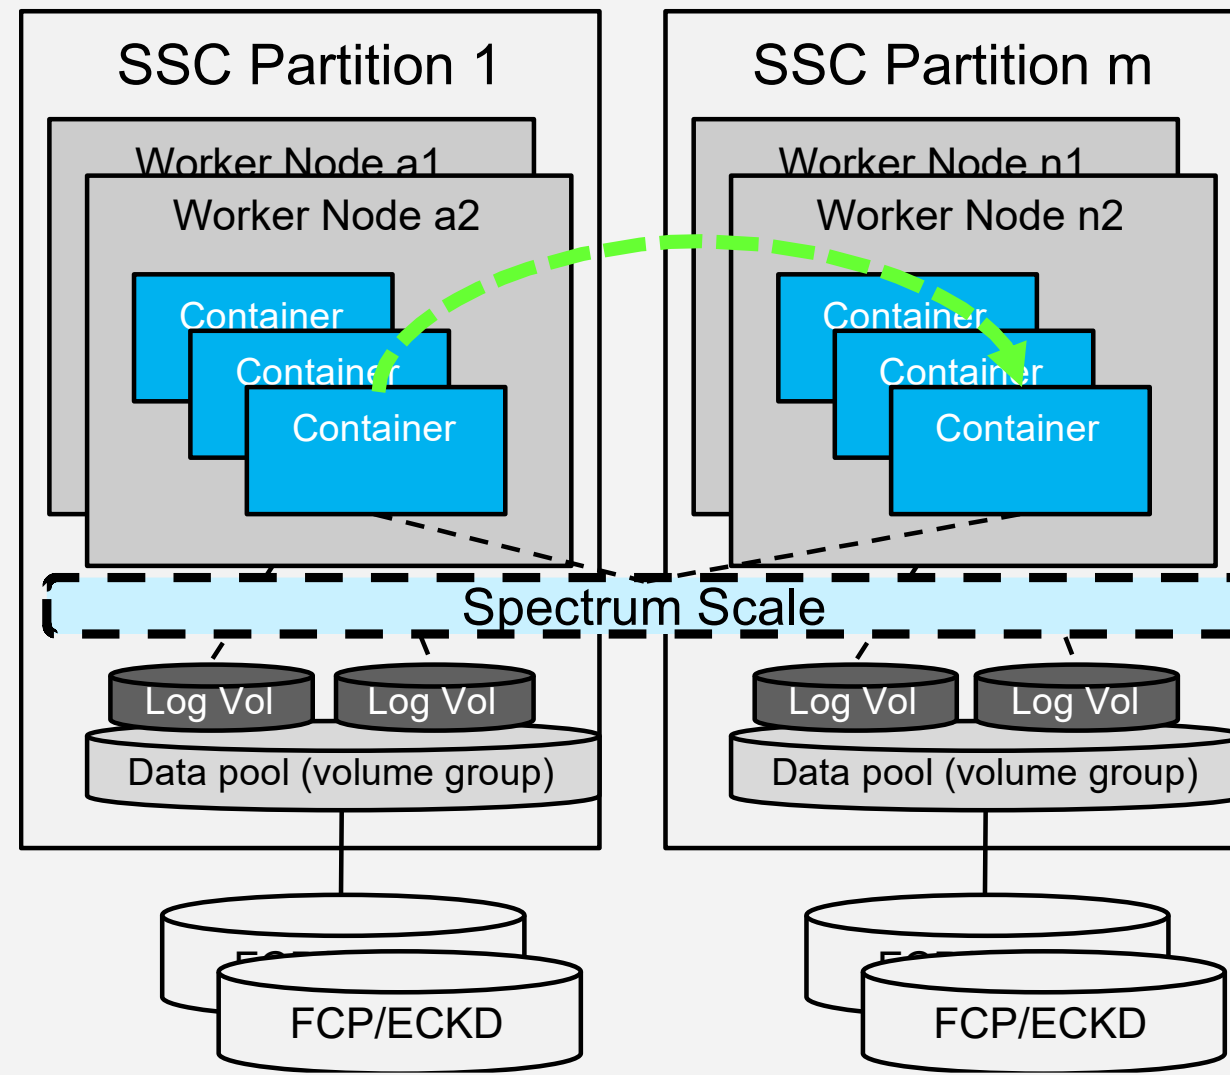 SSC Partition 1
Worker Node a1
Worker Node a2
Container
Container
Container
SSC Partition m
Worker Node n1
Worker Node n2
Container
Container
Container
Spectrum Scale
Log Vol
Log Vol
Data pool (volume group)
Log Vol
Log Vol
Data pool (volume group)
FCP/ECKD
FCP/ECKD